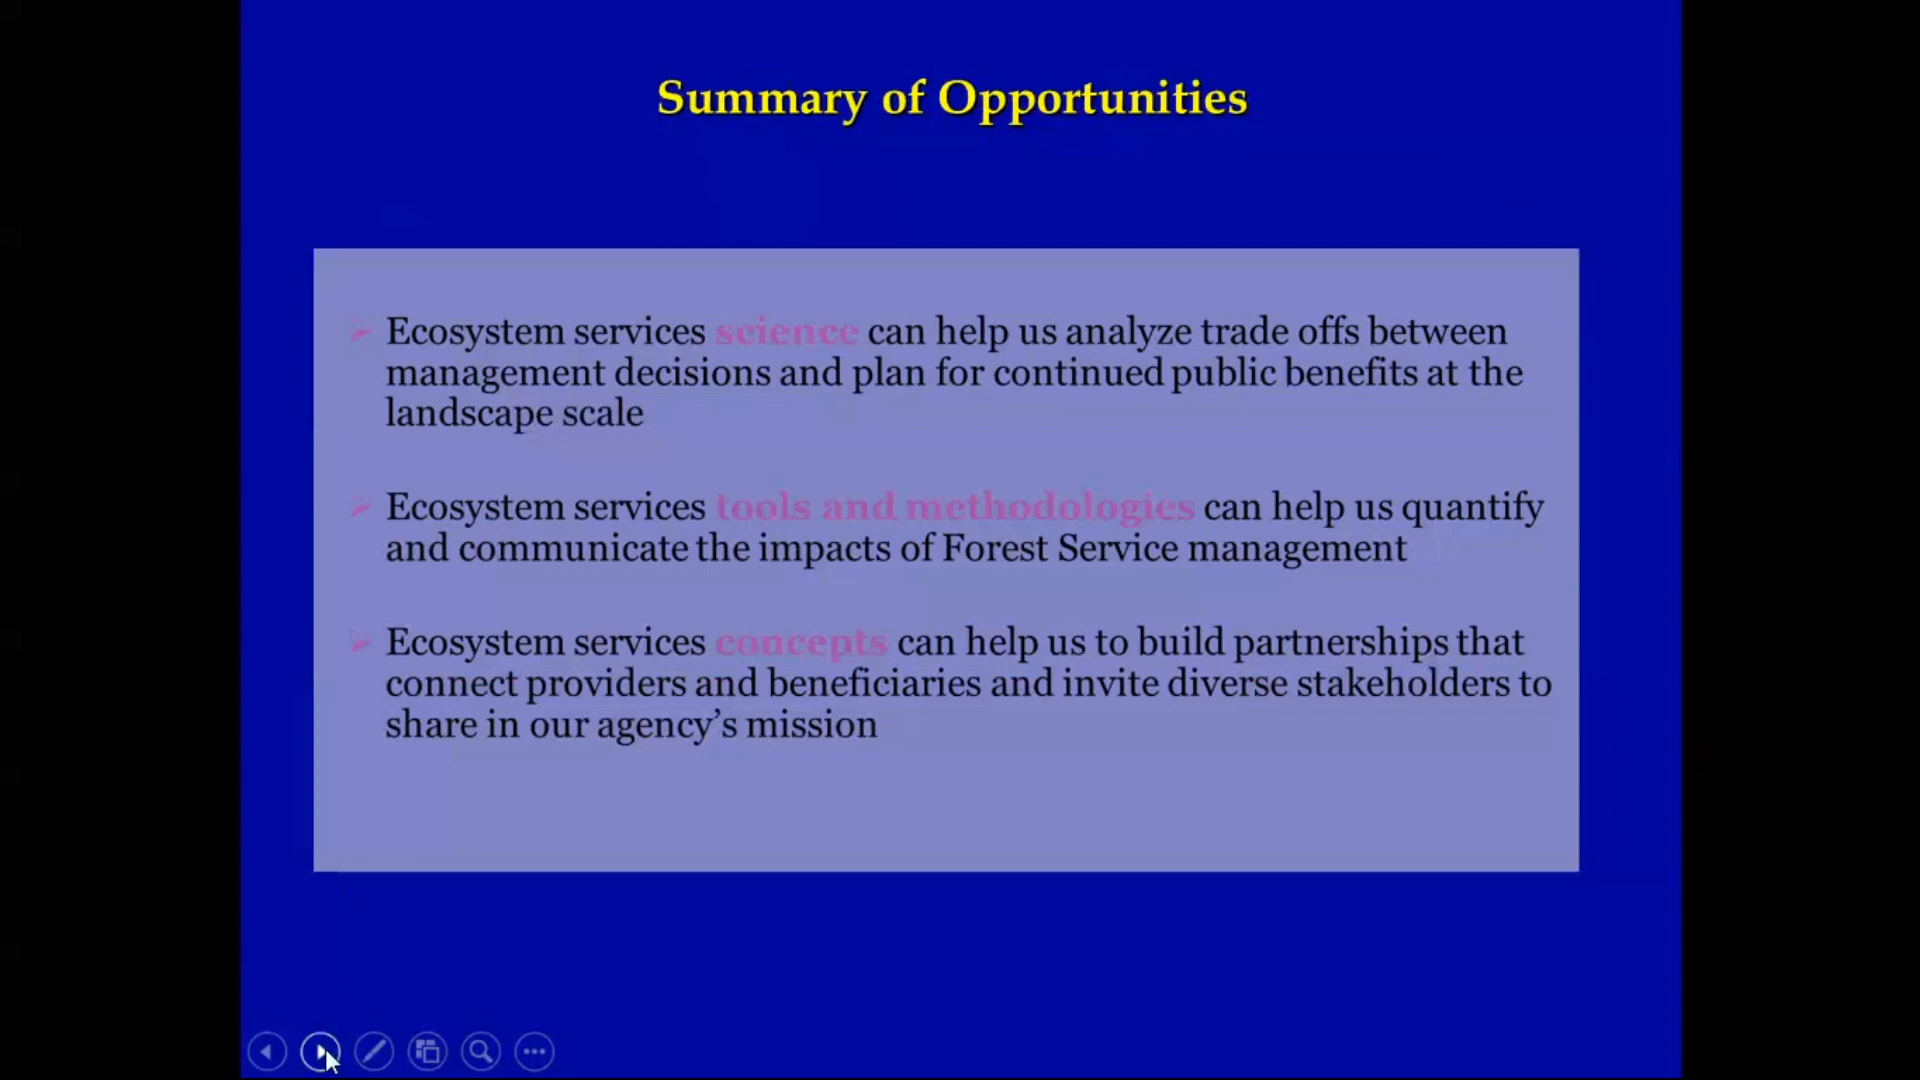 Summary of Opportunities
Ecosystem services science can help us analyze trade offs between
management decisions and plan for continued public benefits at the
landscape scale
Ecosystem services tools and methodologies can help us quantify
and communicate the impacts of Forest Service management
Ecosystem services concepts can help us to build partnerships that
connect providers and beneficiaries and invite diverse stakeholders to
share in our agency’s mission